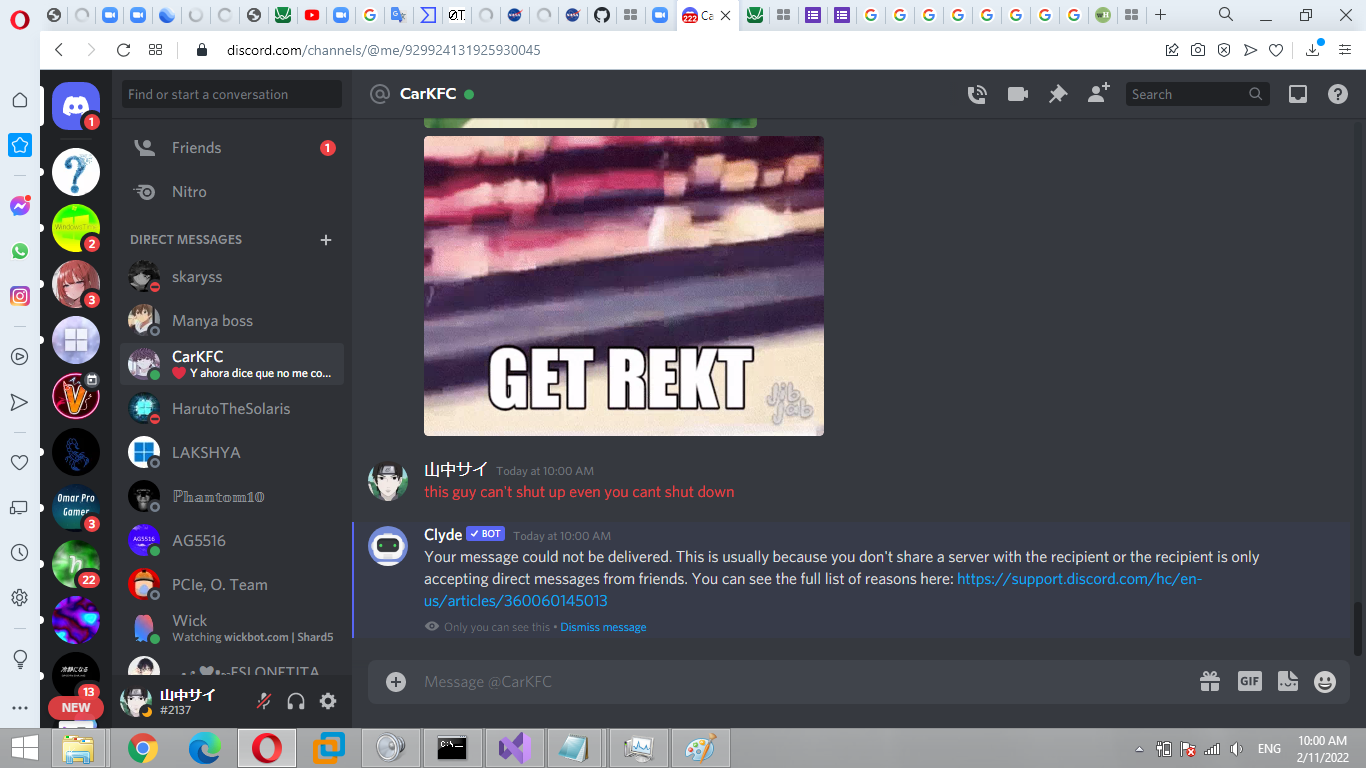 222
Ca
ØT.
discord.com/channels/@me/929924131925930045
Find or start a conversation
CarKFC
Search
1
Friends
1
Nitro
DIRECT MESSAGES
2
skaryss
3
Manya boss
CarKFC
Y ahora dice que no me co...
HarutoTheSolaris
LAKSHYA
Omar Pro
Gamer
3
ℙ𝕙𝕒𝕟𝕥𝕠𝕞𝟙𝟘
AG5516
AG5516
22
PCIe, O. Team
Wick
Watching wickbot.com | Shard5
13
NEW
山中サイ
#2137
GET REKT
Jib
Jab
山中サイ Today at 10:00 AM
this guy can't shut up even you cant shut down
Clyde BOT Today at 10:00 AM
Your message could not be delivered. This is usually because you don't share a server with the recipient or the recipient is only
accepting direct messages from friends. You can see the full list of reasons here: https://support.discord.com/hc/en-
us/articles/360060145013
Only you can see this • Dismiss message
Message @CarKFC
GIF
ENG
10:00 AM
2/11/2022